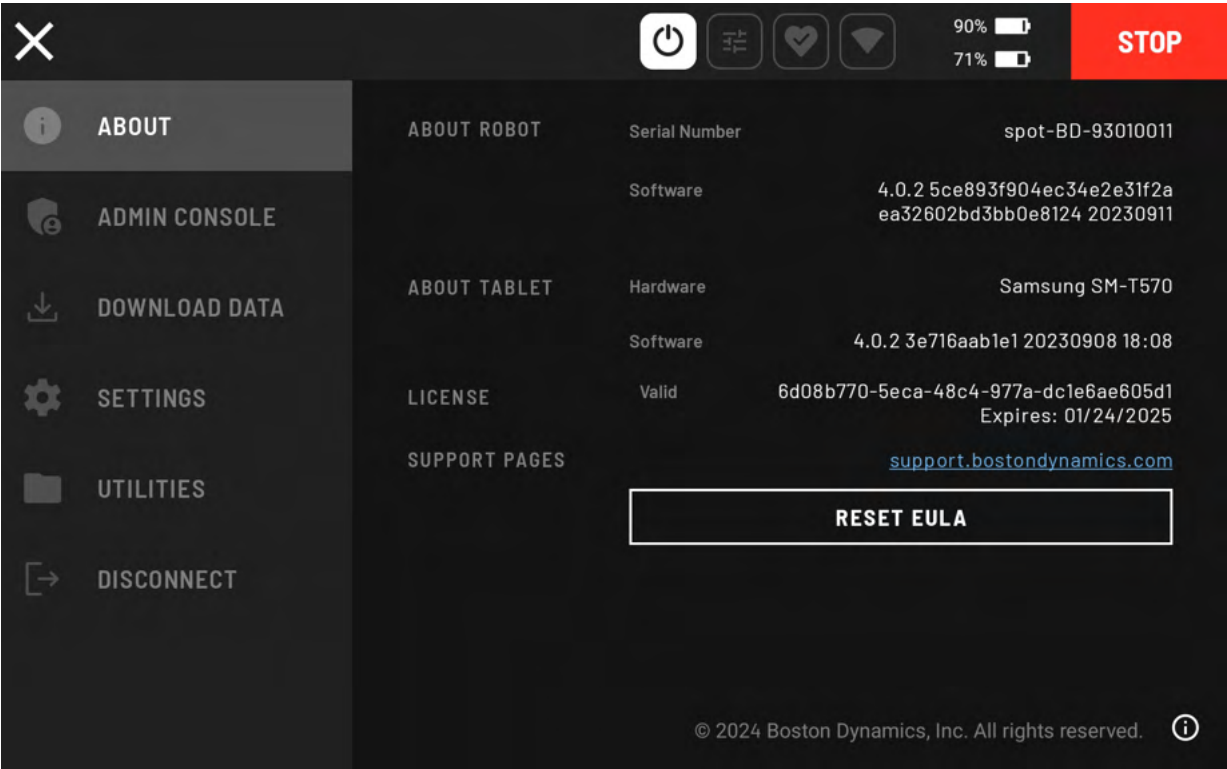 90%
71%
STOP
ABOUT
ADMIN CONSOLE
DOWNLOAD DATA
SETTINGS
UTILITIES
DISCONNECT
ABOUT ROBOT
Serial Number
spot-BD-93010011
Software
4.0.2 5ce893f904ec34e2e31f2a
ea32602bd3bb0e8124 20230911
ABOUT TABLET
Hardware
Samsung SM-T570
Software
4.0.2 3e716aab1e1 20230908 18:08
LICENSE
Valid
6d08b770-5eca-48c4-977a-dc1e6ae605d1
Expires: 01/24/2025
SUPPORT PAGES
support.bostondynamics.com
RESET EULA
© 2024 Boston Dynamics, Inc. All rights reserved.